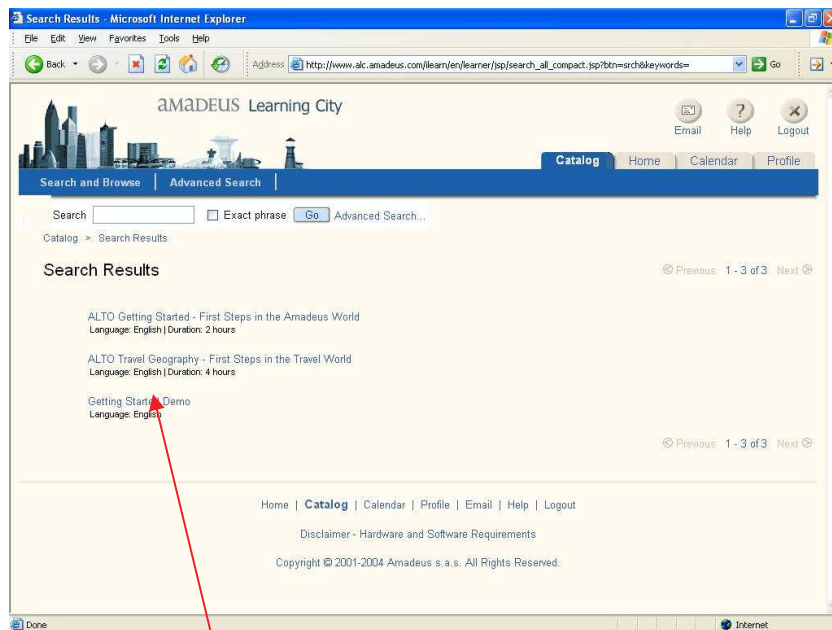 Search Results - Microsoft Internet Explorer
File Edit View Favorites Tools Help
Back Address http://www.alc.amadeus.com/ilearn/en/learner/jsp/search_all_compact.jsp?btn=srch&keywords= Go
aMaDEUS Learning City
Email Help Logout
Catalog Home Calendar Profile
Search and Browse Advanced Search
Search Exact phrase Go Advanced Search...
Catalog > Search Results
Search Results Previous 1 - 3 of 3 Next
ALTO Getting Started - First Steps in the Amadeus World
Language: English | Duration: 2 hours
ALTO Travel Geography - First Steps in the Travel World
Language: English | Duration: 4 hours
Getting Started Demo
Language: English
Previous 1 - 3 of 3 Next
Home | Catalog | Calendar | Profile | Email | Help | Logout
Disclaimer - Hardware and Software Requirements
Copyright © 2001-2004 Amadeus s.a.s. All Rights Reserved.
Done Internet